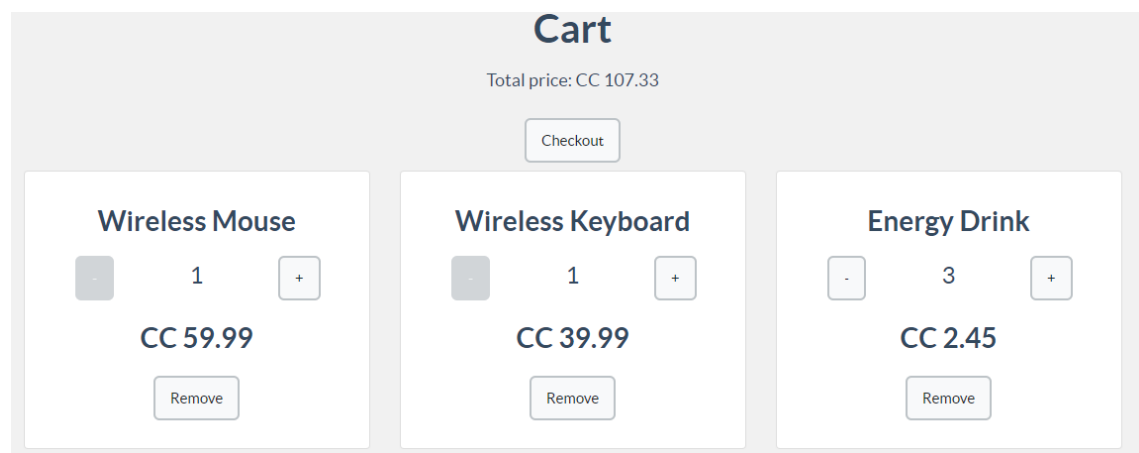 Cart
Total price: CC 107.33
Checkout
Wireless Mouse
- 1 +
CC 59.99
Remove
Wireless Keyboard
- 1 +
CC 39.99
Remove
Energy Drink
- 3 +
CC 2.45
Remove